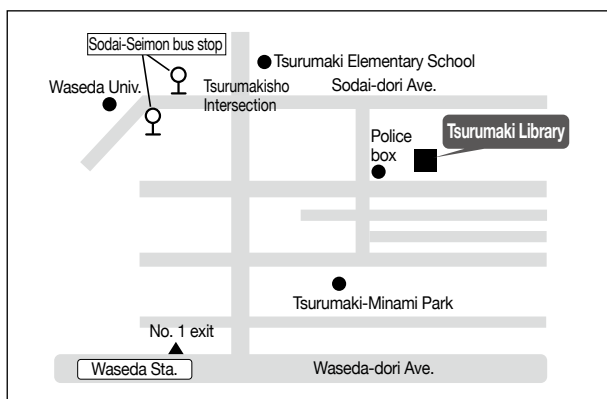 Sodai-Seimon bus stop
Tsurumaki Elementary School
Waseda Univ.
Tsurumakisho
Intersection
Sodai-dori Ave.
Police
box
Tsurumaki Library
Tsurumaki-Minami Park
No. 1 exit
Waseda Sta.
Waseda-dori Ave.